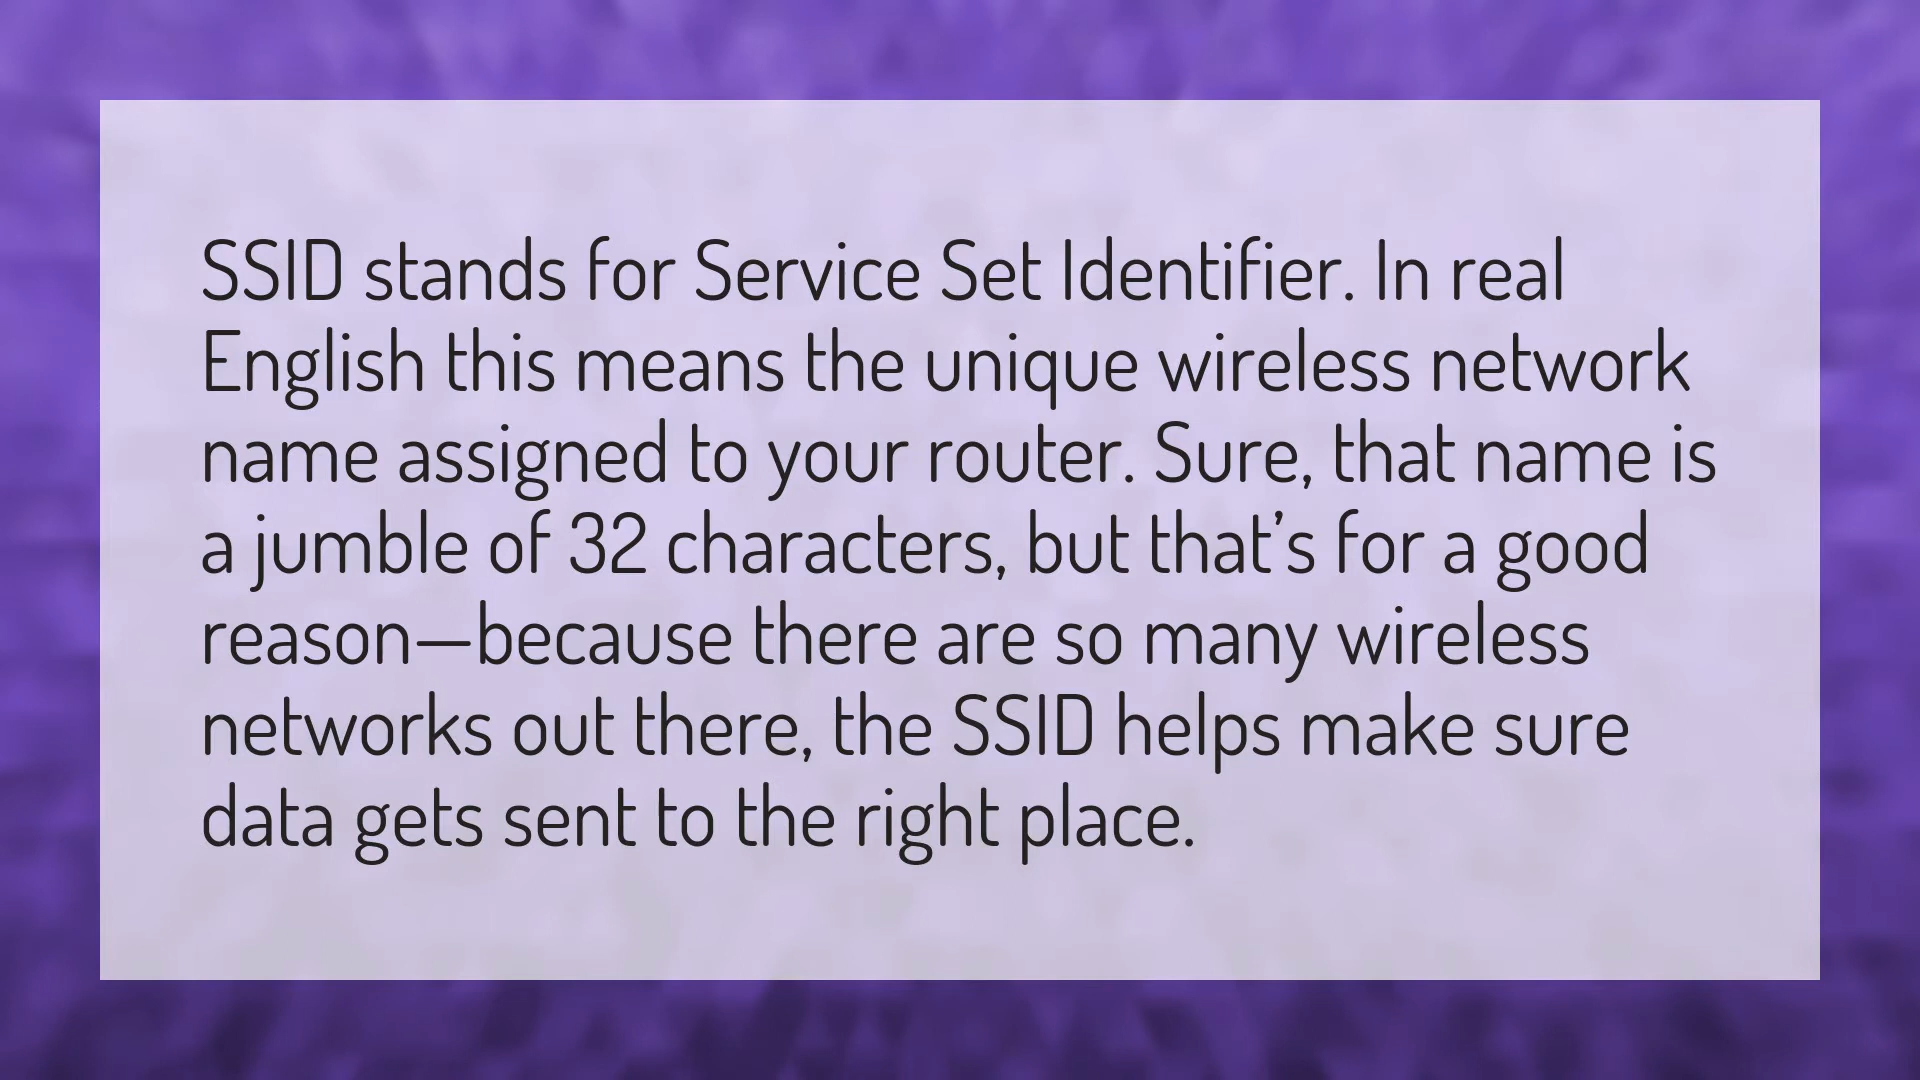 SSID stands for Service Set Identifier. In real
English this means the unique wireless network
name assigned to your router. Sure, that name is
a jumble of 32 characters, but that’s for a good
reason—because there are so many wireless
networks out there, the SSID helps make sure
data gets sent to the right place.